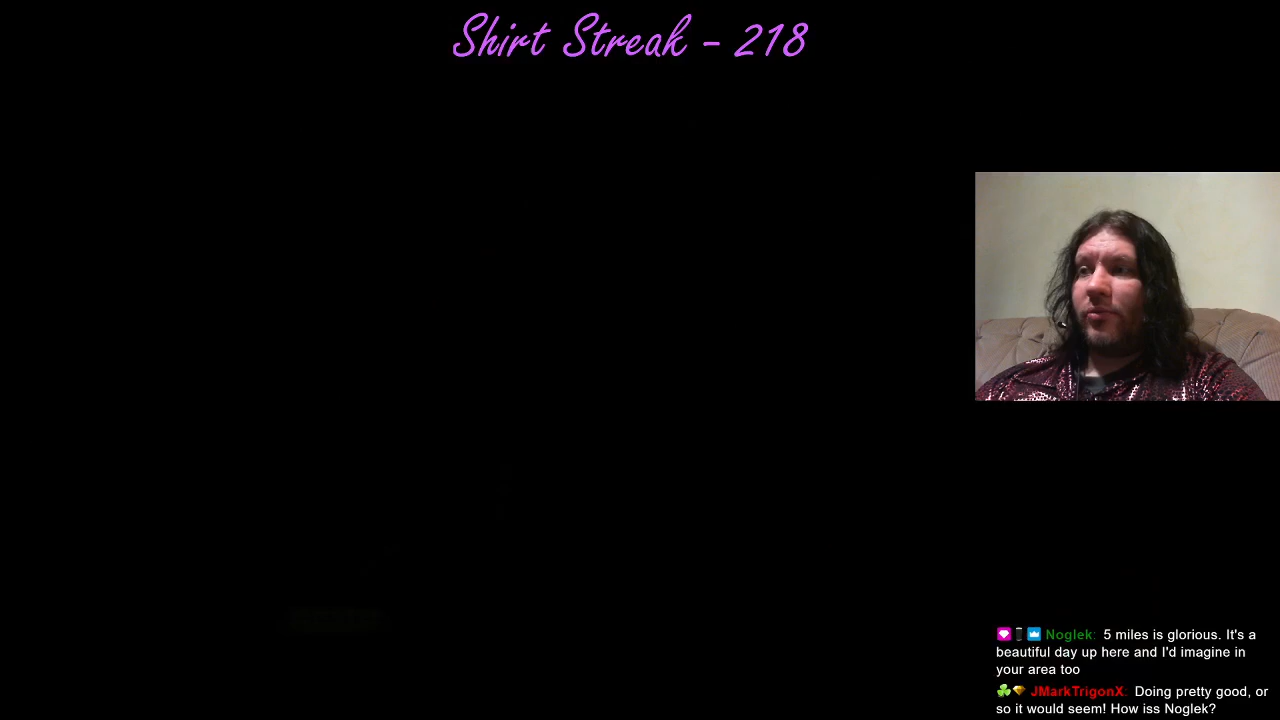 Shirt Streak - 218
Noglek: 5 miles is glorious. It's a
beautiful day up here and I'd imagine in
your area too
JMarkTrigonX: Doing pretty good, or
so it would seem! How iss Noglek?